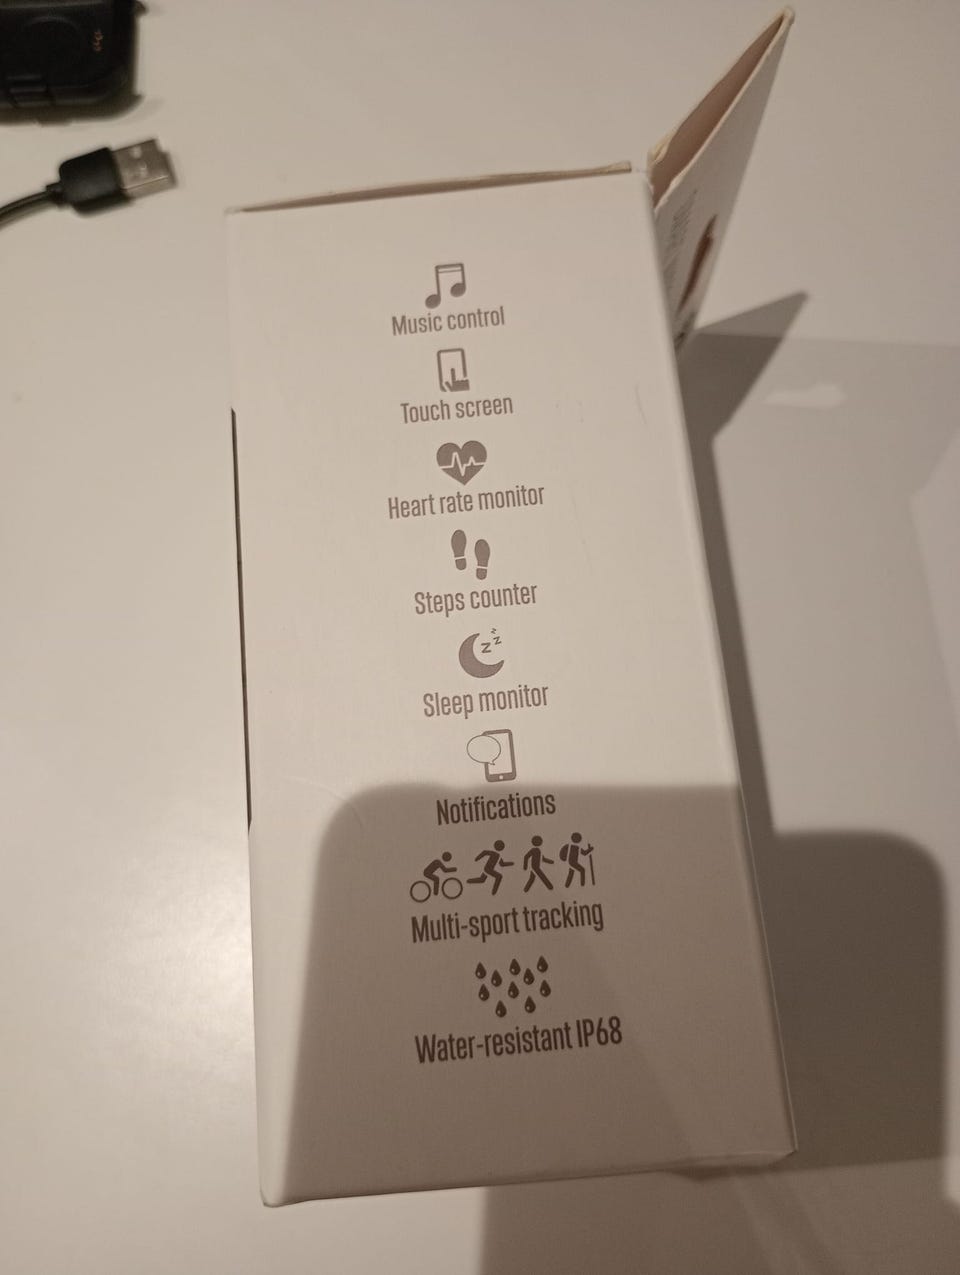 Music control
Touch screen
Heart rate monitor
Steps counter
Sleep monitor
Notifications
Multi-sport tracking
Water-resistant IP68